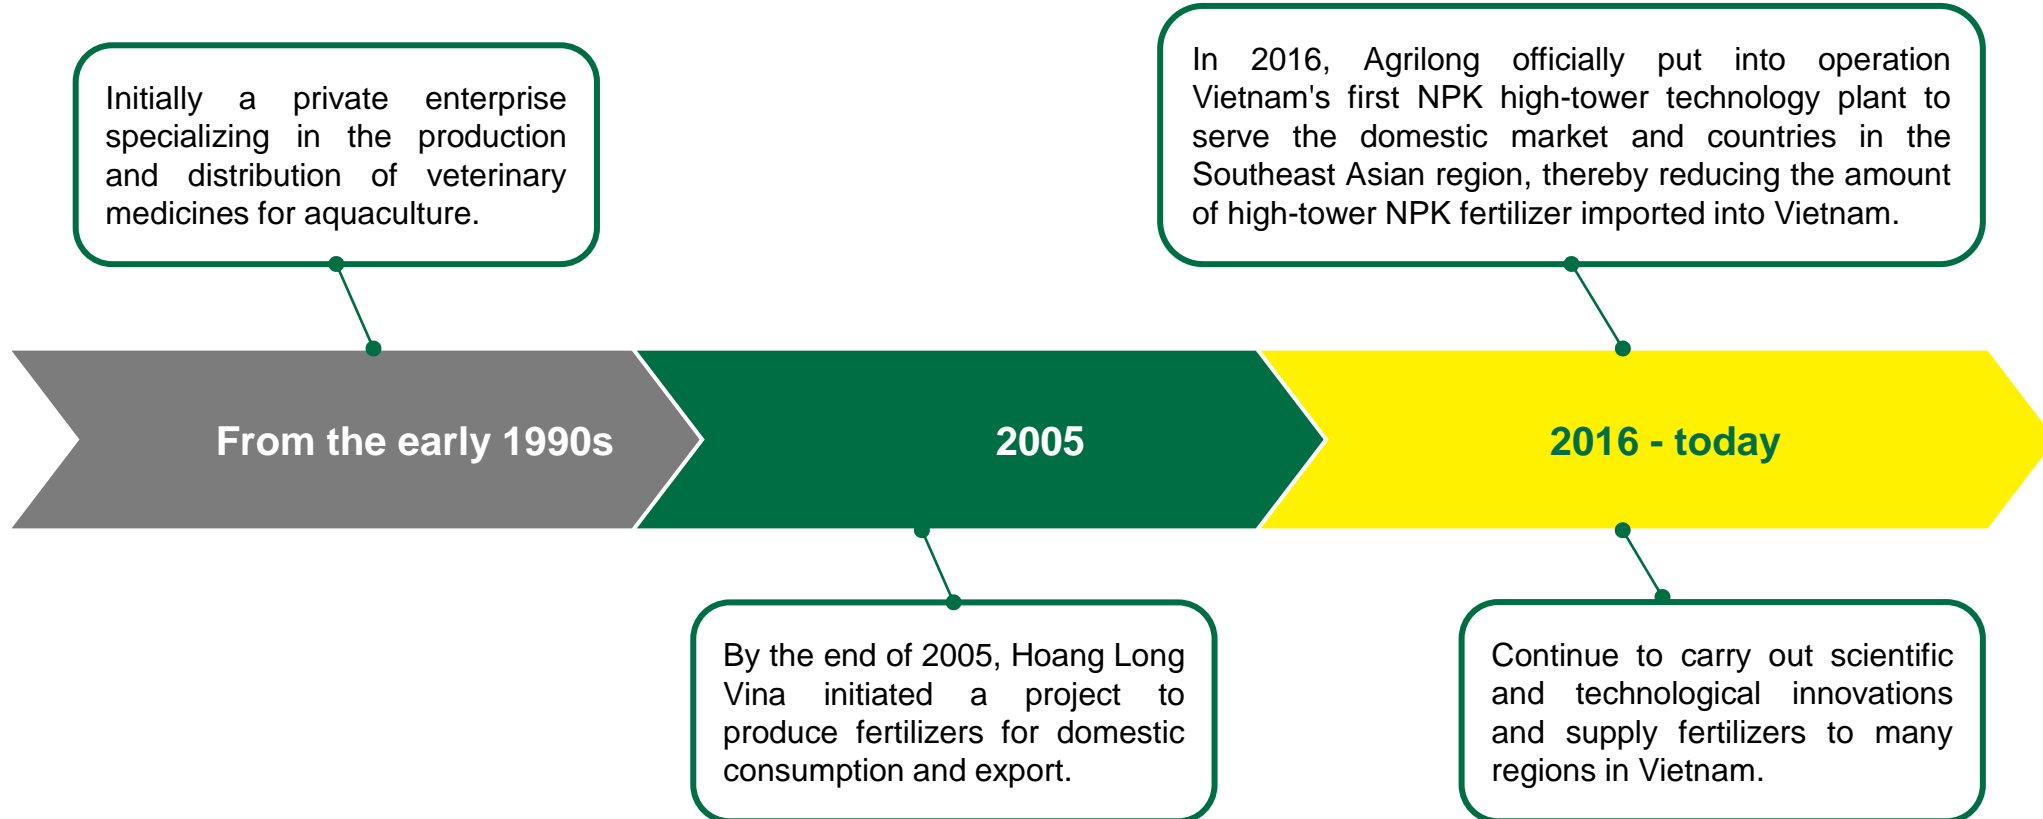 Initially a private enterprise
specializing in the production
and distribution of veterinary
medicines for aquaculture.
In 2016, Agrilong officially put into operation
Vietnam's first NPK high-tower technology plant to
serve the domestic market and countries in the
Southeast Asian region, thereby reducing the amount
of high-tower NPK fertilizer imported into Vietnam.
From the early 1990s
2005
2016 - today
By the end of 2005, Hoang Long
Vina initiated a project to
produce fertilizers for domestic
consumption and export.
Continue to carry out scientific
and technological innovations
and supply fertilizers to many
regions in Vietnam.